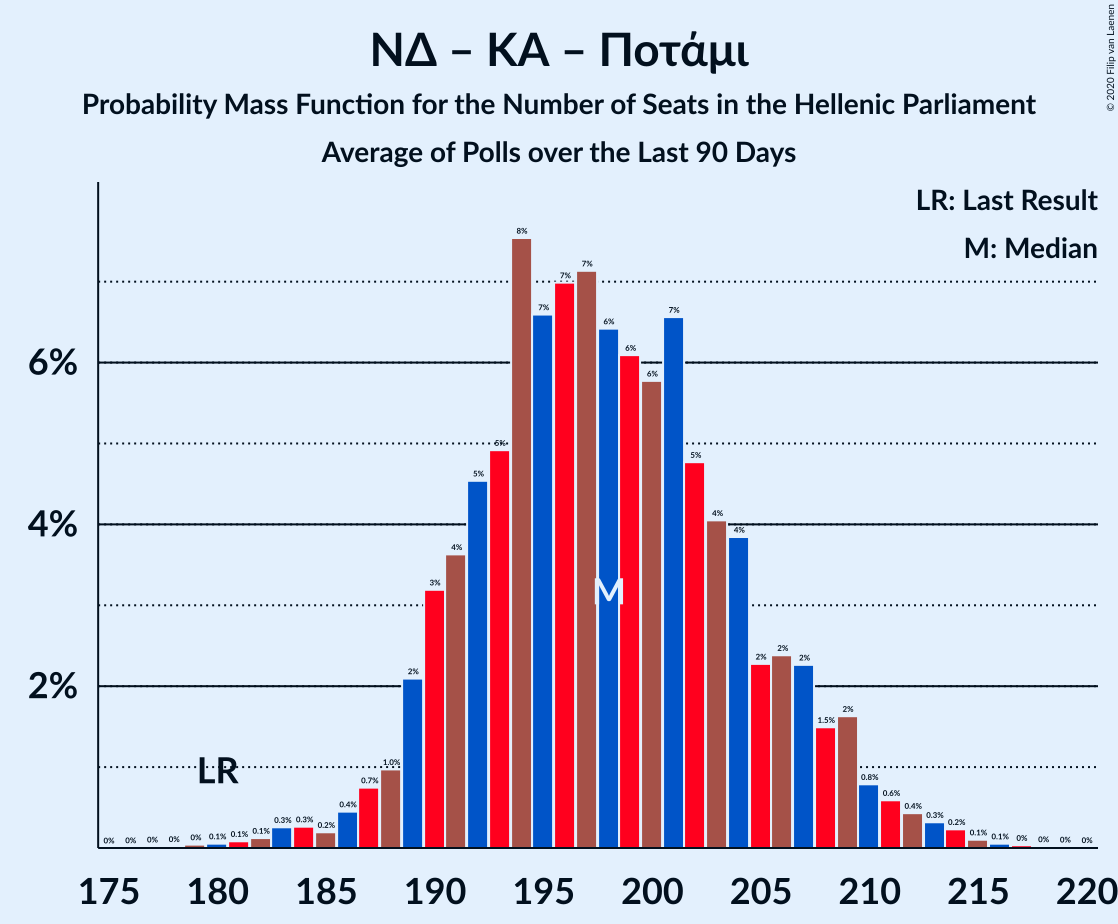 ΝΔ – ΚΑ – Ποτάμι
Probability Mass Function for the Number of Seats in the Hellenic Parliament
Average of Polls over the Last 90 Days
© 2020 Filip van Laenen
LR: Last Result
M: Median
8%
7% 7% 7% 6% 6% 6% 7%
6%
5% 5% 5%
4%
4% 4% 4%
3%
M
2%
2% 2% 2% 2% 1.5% 2%
LR
0% 0% 0% 0% 0% 0.1% 0.1% 0.1% 0.3% 0.3% 0.2% 0.4% 0.7% 1.0% 0.8% 0.6% 0.4% 0.3% 0.2% 0.1% 0.1% 0% 0% 0% 0%
175 180 185 190 195 200 205 210 215 220